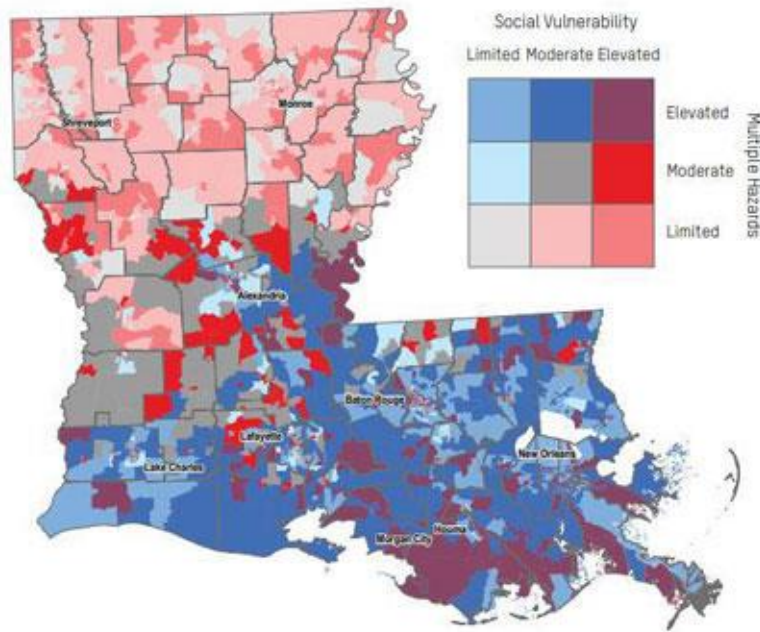 Social Vulnerability
Limited Moderate Elevated
Elevated
Moderate
Limited
Multiple Hazards
Monroe
Shreveport
Alexandria
Baton Rouge
Lafayette
New Orleans
Lake Charles
Houma
Morgan City